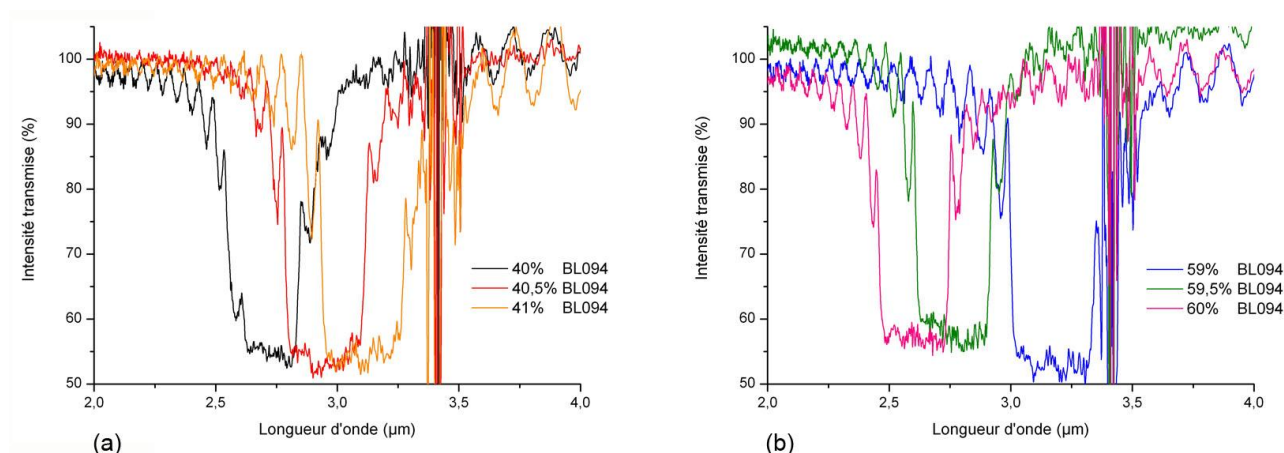 100
90
80
70
60
50
Intensité transmise (%)
40% BL094
40,5% BL094
41% BL094
2,0 2,5 3,0 3,5 4,0
Longueur d'onde (µm)
(a)
100
90
80
70
60
50
Intensité transmise (%)
59% BL094
59,5% BL094
60% BL094
2,0 2,5 3,0 3,5 4,0
Longueur d'onde (µm)
(b)